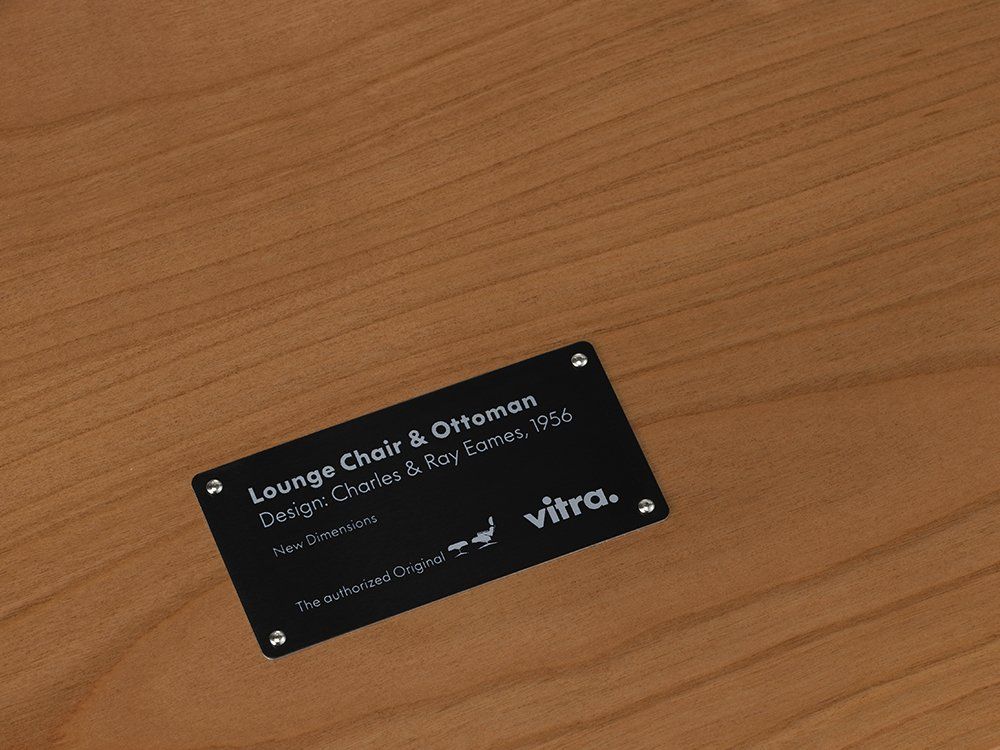 Lounge Chair & Ottoman
Design: Charles & Ray Eames, 1956
New Dimensions
The authorized Original
vitra.